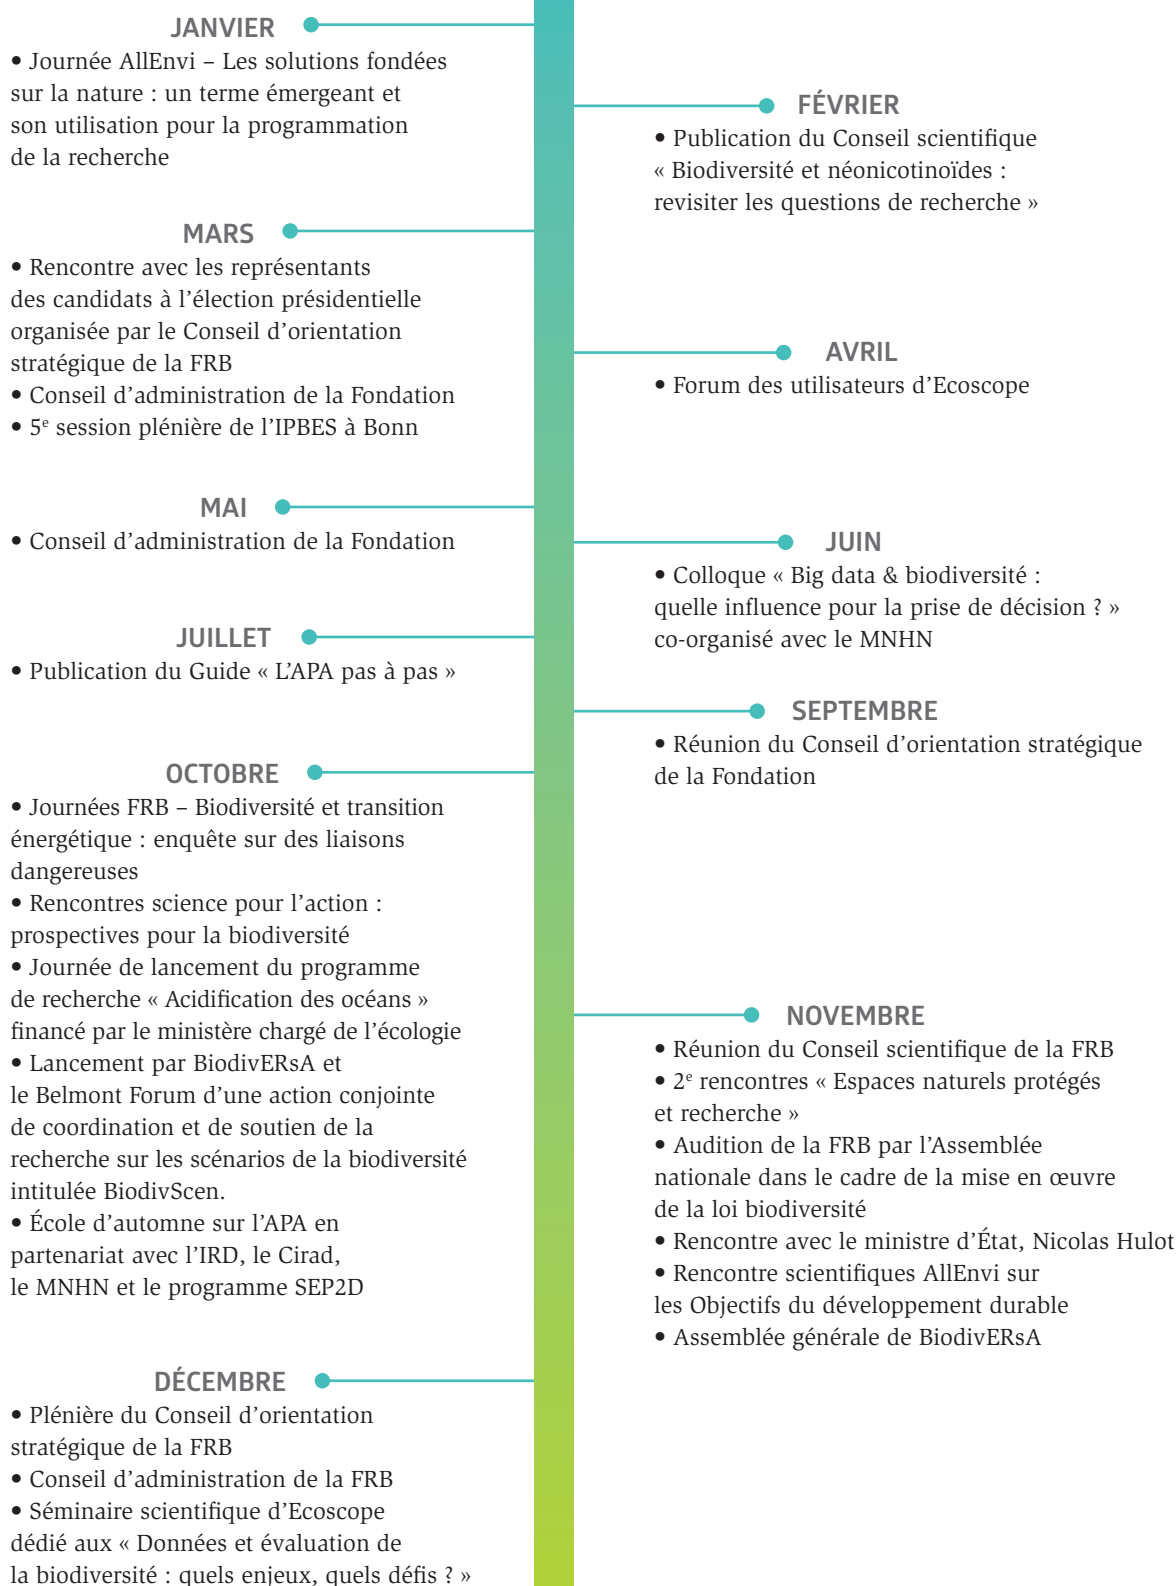 JANVIER
• Journée AllEnvi – Les solutions fondées
sur la nature : un terme émergeant et
son utilisation pour la programmation
de la recherche
FÉVRIER
• Publication du Conseil scientifique
« Biodiversité et néonicotinoïdes :
revisiter les questions de recherche »
MARS
• Rencontre avec les représentants
des candidats à l’élection présidentielle
organisée par le Conseil d’orientation
stratégique de la FRB
• Conseil d’administration de la Fondation
• 5e session plénière de l’IPBES à Bonn
AVRIL
• Forum des utilisateurs d’Ecoscope
MAI
• Conseil d’administration de la Fondation
JUIN
• Colloque « Big data & biodiversité :
quelle influence pour la prise de décision ? »
co-organisé avec le MNHN
JUILLET
• Publication du Guide « L’APA pas à pas »
SEPTEMBRE
• Réunion du Conseil d’orientation stratégique
de la Fondation
OCTOBRE
• Journées FRB – Biodiversité et transition
énergétique : enquête sur des liaisons
dangereuses
• Rencontres science pour l’action :
prospectives pour la biodiversité
• Journée de lancement du programme
de recherche « Acidification des océans »
financé par le ministère chargé de l’écologie
• Lancement par BiodivERsA et
le Belmont Forum d’une action conjointe
de coordination et de soutien de la
recherche sur les scénarios de la biodiversité
intitulée BiodivScen.
• École d’automne sur l’APA en
partenariat avec l’IRD, le Cirad,
le MNHN et le programme SEP2D
NOVEMBRE
• Réunion du Conseil scientifique de la FRB
• 2e rencontres « Espaces naturels protégés
et recherche »
• Audition de la FRB par l’Assemblée
nationale dans le cadre de la mise en œuvre
de la loi biodiversité
• Rencontre avec le ministre d’État, Nicolas Hulot
• Rencontre scientifiques AllEnvi sur
les Objectifs du développement durable
• Assemblée générale de BiodivERsA
DÉCEMBRE
• Plénière du Conseil d’orientation
stratégique de la FRB
• Conseil d’administration de la FRB
• Séminaire scientifique d’Ecoscope
dédié aux « Données et évaluation de
la biodiversité : quels enjeux, quels défis ? »